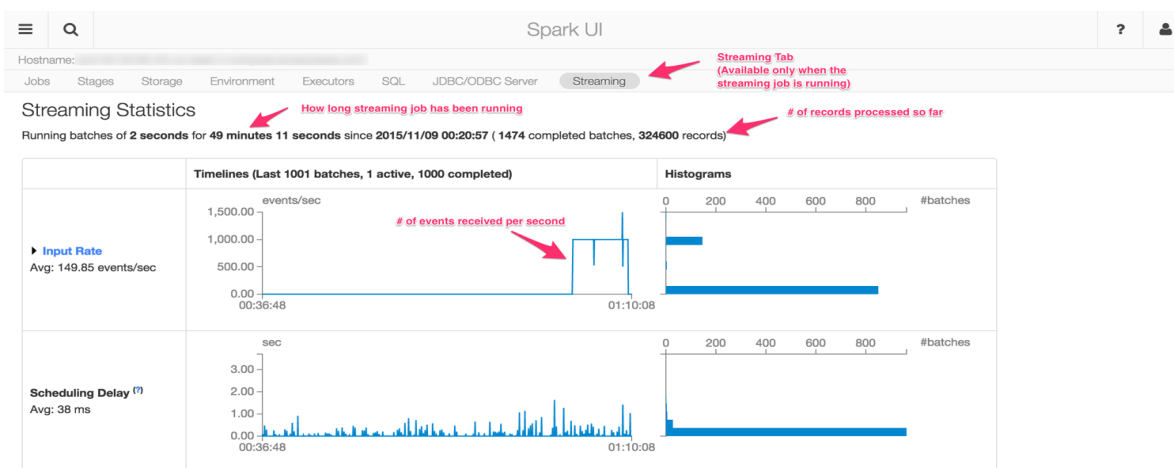 Spark UI
?
Hostname:
Jobs Stages Storage Environment Executors SQL JDBC/ODBC Server Streaming
Streaming Tab
(Available only when the
streaming job is running)
Streaming Statistics
How long streaming job has been running
# of records processed so far
Running batches of 2 seconds for 49 minutes 11 seconds since 2015/11/09 00:20:57 ( 1474 completed batches, 324600 records)
Timelines (Last 1001 batches, 1 active, 1000 completed) Histograms
events/sec
0 200 400 600 800 #batches
1,500.00
# of events received per second
1,000.00
Input Rate
500.00
Avg: 149.85 events/sec
0.00
00:36:48 01:10:08
sec
0 200 400 600 800 #batches
3.00
Scheduling Delay (?)
2.00
Avg: 38 ms
1.00
0.00
00:36:48 01:10:08